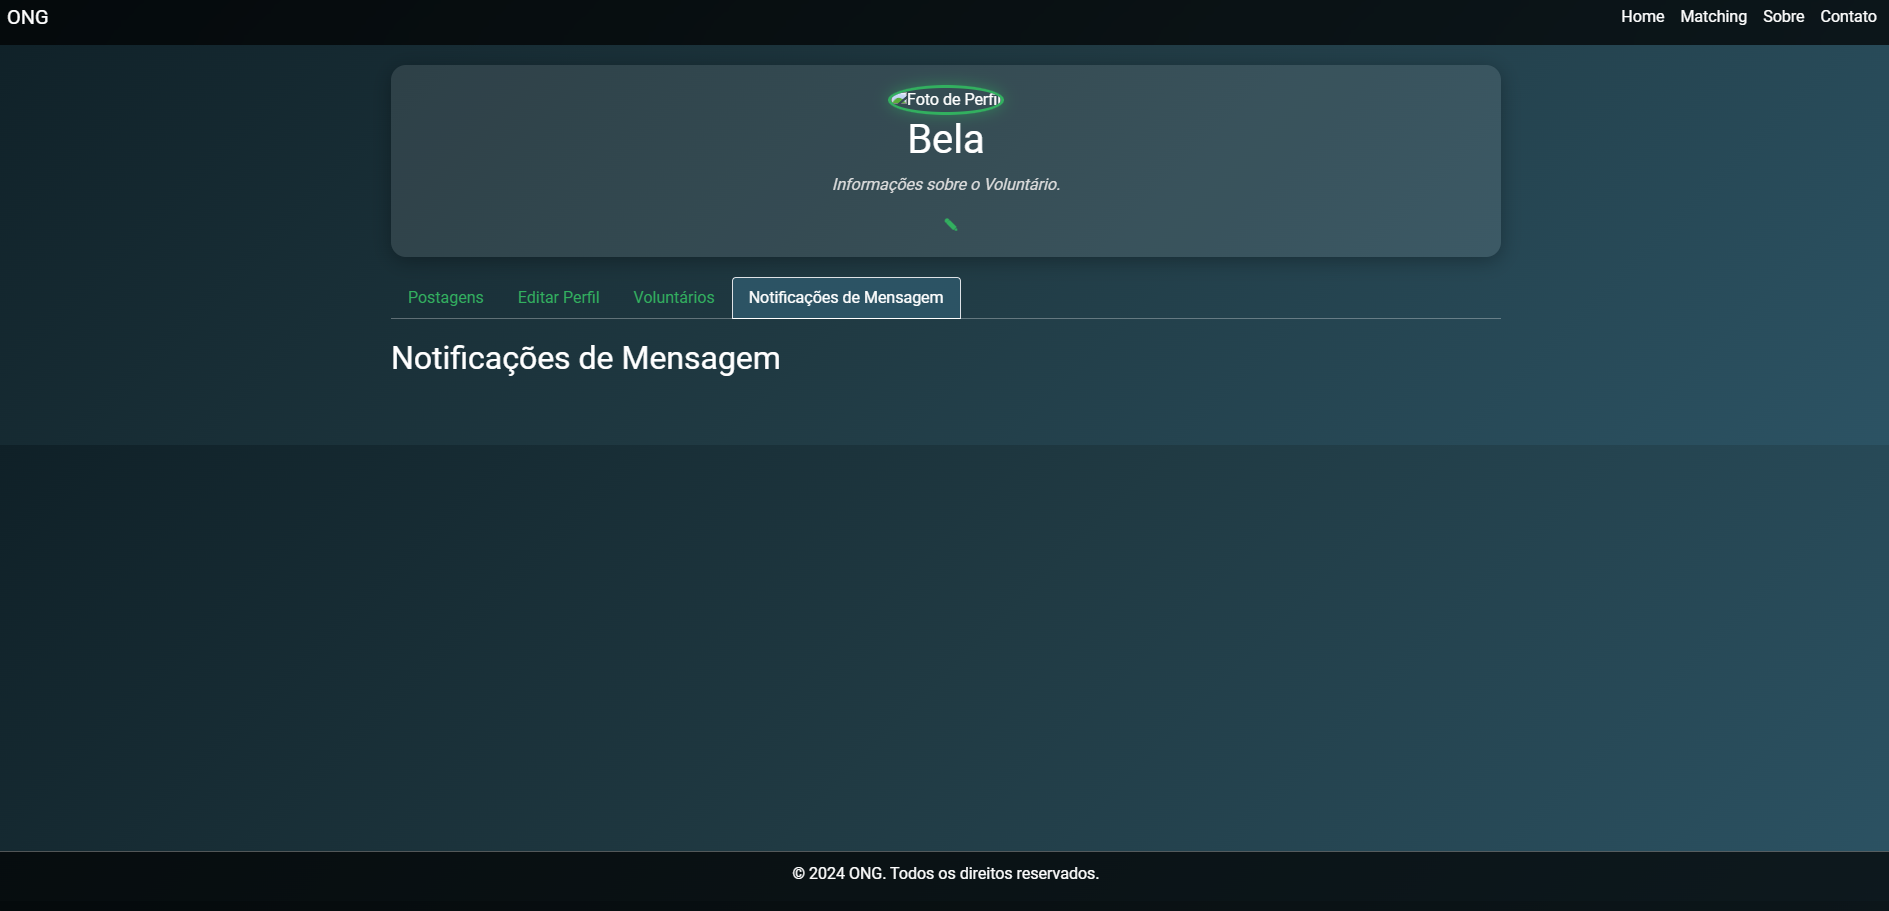 ONG
Home Matching Sobre Contato
Foto de Perfil
Bela
Informações sobre o Voluntário.
Postagens Editar Perfil Voluntários Notificações de Mensagem
Notificações de Mensagem
© 2024 ONG. Todos os direitos reservados.